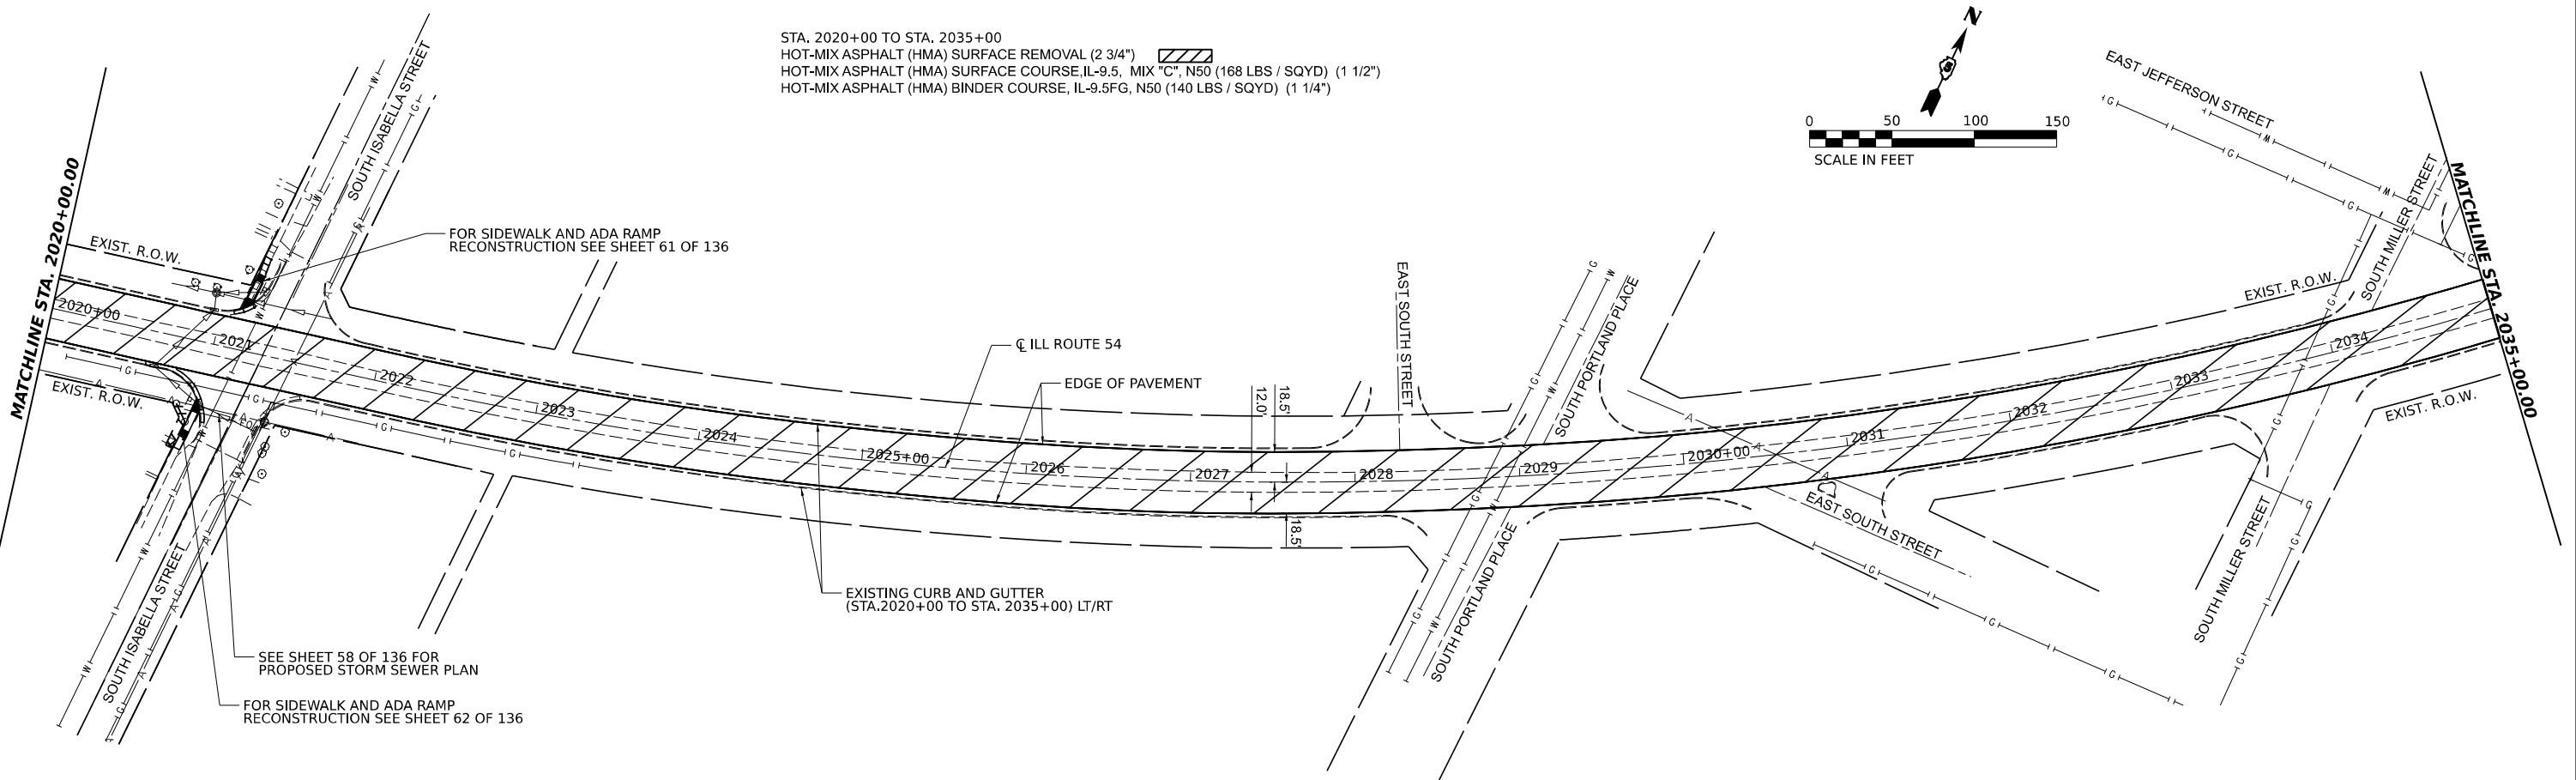 STA. 2020+00 TO STA. 2035+00
HOT-MIX ASPHALT (HMA) SURFACE REMOVAL (2 3/4")
HOT-MIX ASPHALT (HMA) SURFACE COURSE,IL-9.5, MIX "C", N50 (168 LBS / SQYD) (1 1/2")
HOT-MIX ASPHALT (HMA) BINDER COURSE, IL-9.5FG, N50 (140 LBS / SQYD) (1 1/4")
N
0 50 100 150
SCALE IN FEET
MATCHLINE STA. 2020+00.00
MATCHLINE STA. 2035+00.00
EXIST. R.O.W.
EXIST. R.O.W.
EXIST. R.O.W.
EXIST. R.O.W.
SOUTH ISABELLA STREET
SOUTH ISABELLA STREET
FOR SIDEWALK AND ADA RAMP
RECONSTRUCTION SEE SHEET 61 OF 136
℄ ILL ROUTE 54
EDGE OF PAVEMENT
EAST SOUTH STREET
SOUTH PORTLAND PLACE
SOUTH PORTLAND PLACE
EAST JEFFERSON STREET
SOUTH MILLER STREET
SOUTH MILLER STREET
EAST SOUTH STREET
2020+00
2021
2022
2023
2024
2025+00
2026
2027
2028
2029
2030+00
2031
2032
2033
2034
12.0'
18.5'
18.5'
EXISTING CURB AND GUTTER
(STA.2020+00 TO STA. 2035+00) LT/RT
SEE SHEET 58 OF 136 FOR
PROPOSED STORM SEWER PLAN
FOR SIDEWALK AND ADA RAMP
RECONSTRUCTION SEE SHEET 62 OF 136